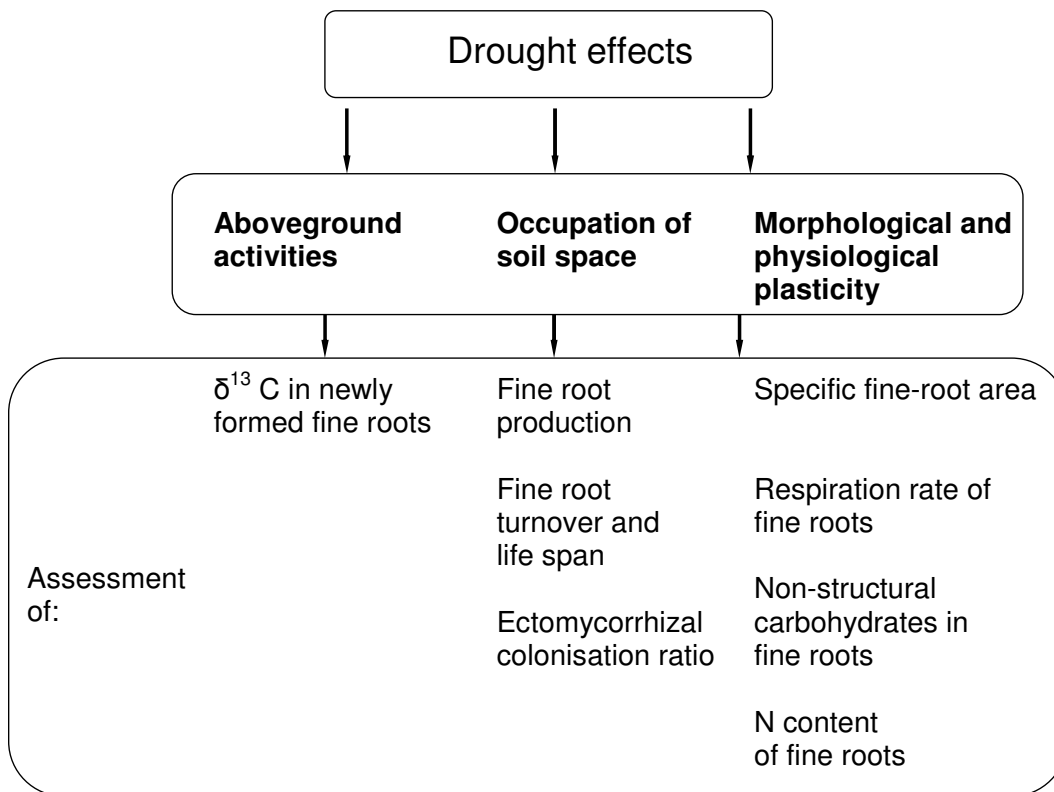 Drought effects
Aboveground
activities
Occupation of
soil space
Morphological and
physiological
plasticity
Assessment
of:
δ¹³ C in newly
formed fine roots
Fine root
production
Fine root
turnover and
life span
Ectomycorrhizal
colonisation ratio
Specific fine-root area
Respiration rate of
fine roots
Non-structural
carbohydrates in
fine roots
N content
of fine roots